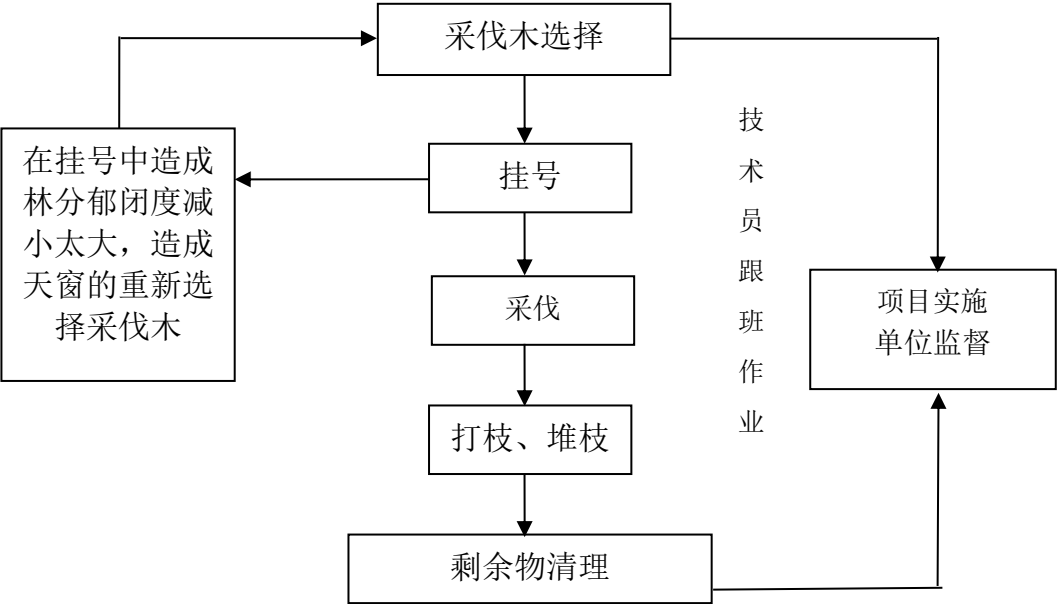 采伐木选择
挂号
在挂号中造成
林分郁闭度减
小太大，造成
天窗的重新选
择采伐木
采伐
打枝、堆枝
剩余物清理
技
术
员
跟
班
作
业
项目实施
单位监督